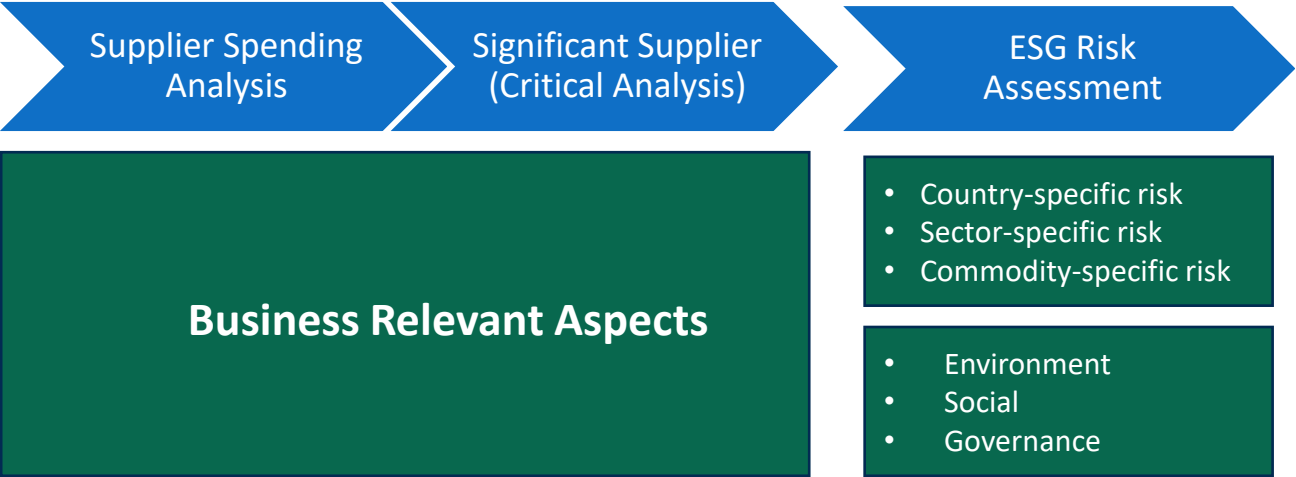 Supplier Spending
Analysis
Significant Supplier
(Critical Analysis)
ESG Risk
Assessment
Business Relevant Aspects
• Country-specific risk
• Sector-specific risk
• Commodity-specific risk
• Environment
• Social
• Governance